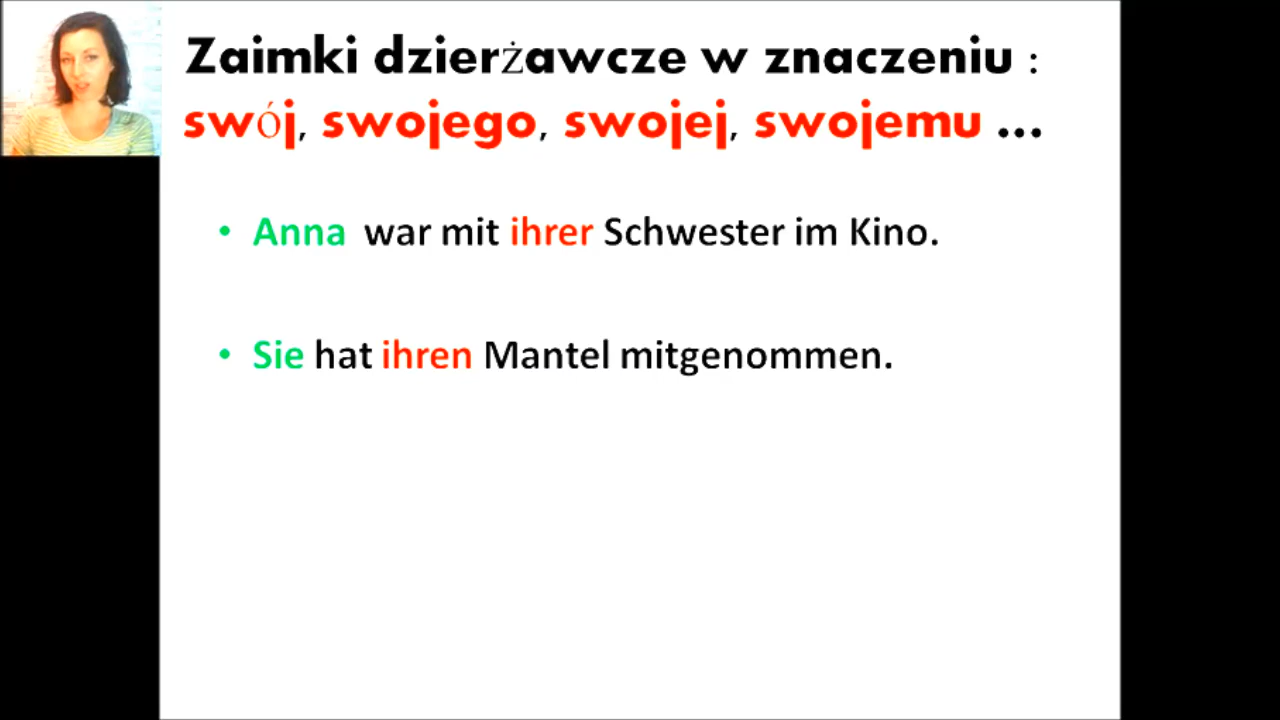 Zaimki dzierżawcze w znaczeniu :
swój, swojego, swojej, swojemu ...
• Anna war mit ihrer Schwester im Kino.
• Sie hat ihren Mantel mitgenommen.